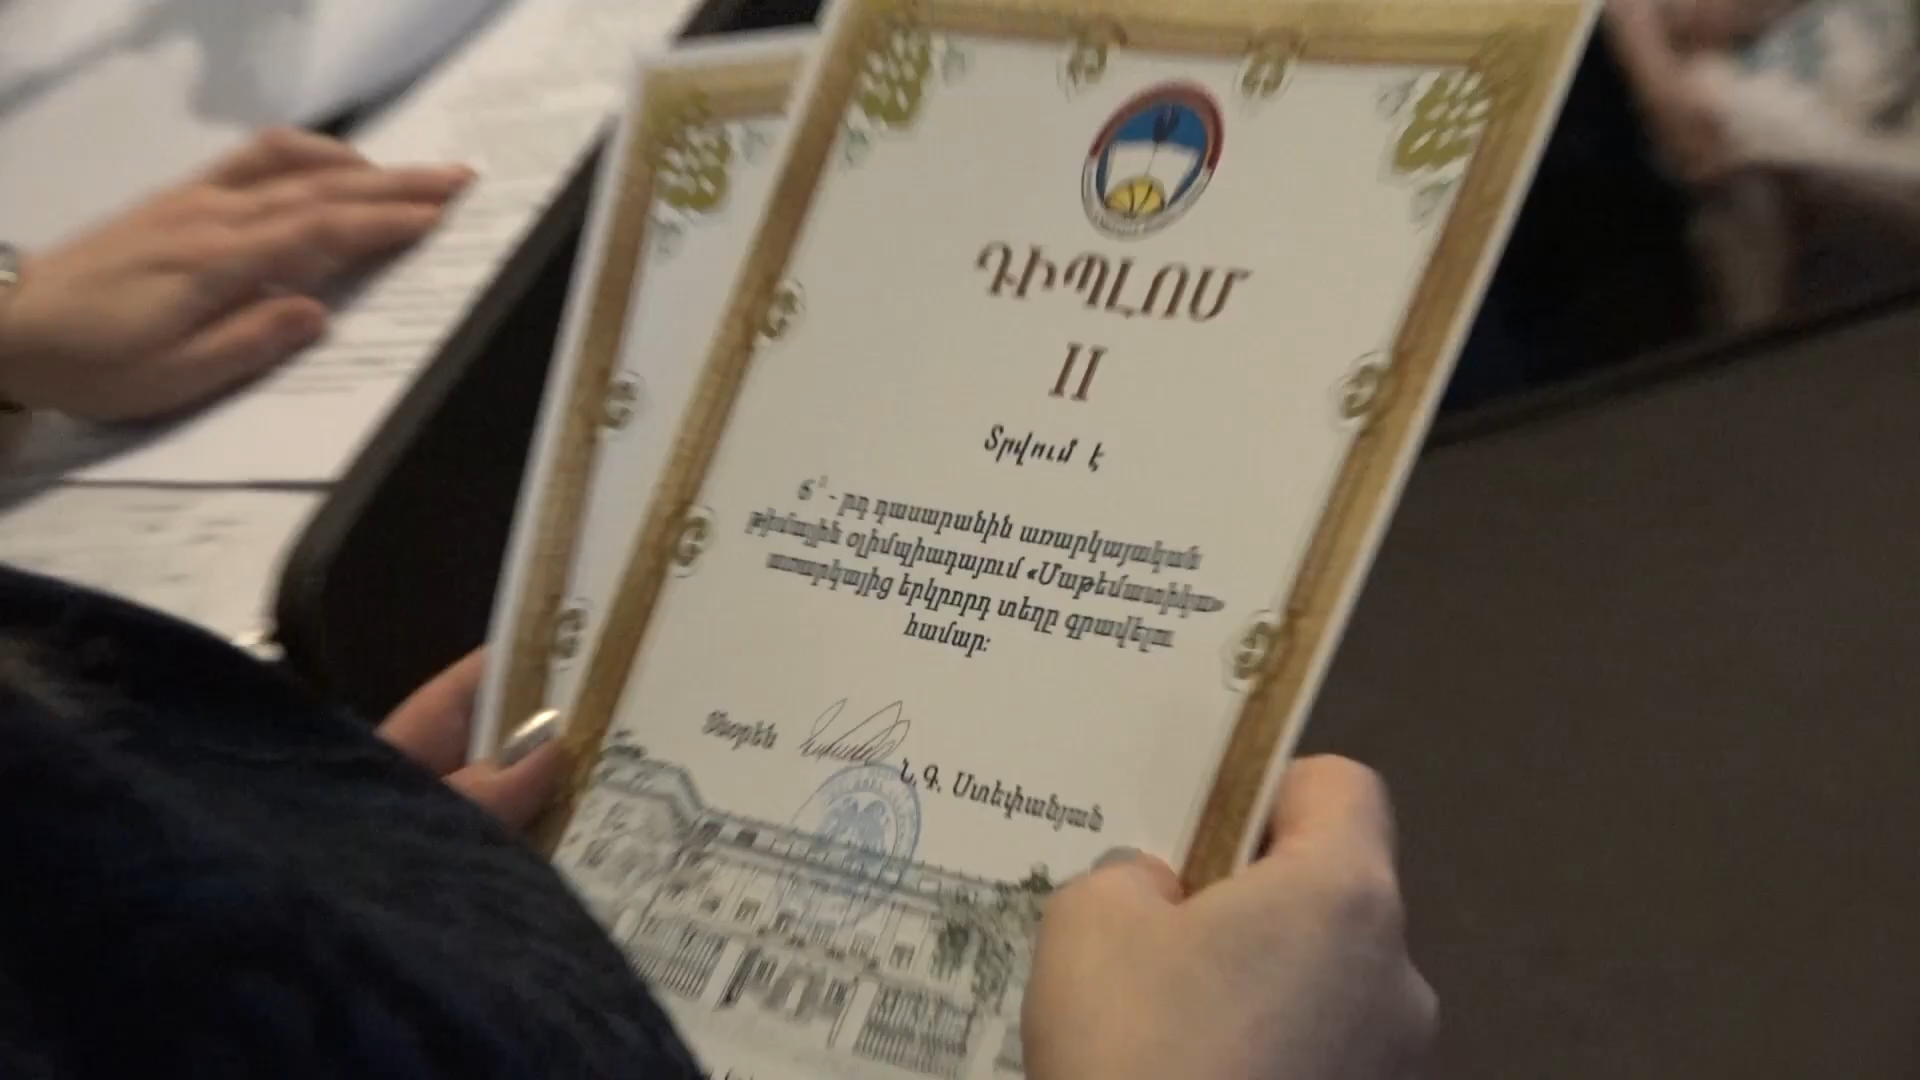 ԴԻՊԼՈՄ
II
Տրվում է
6¹ - րդ դասարանին առարկայական
թիմային օլիմպիադայում «Մաթեմատիկա»
առարկայից երկրորդ տեղը գրավելու
համար:
Տնօրեն
Ն.Գ. Ստեփանյան